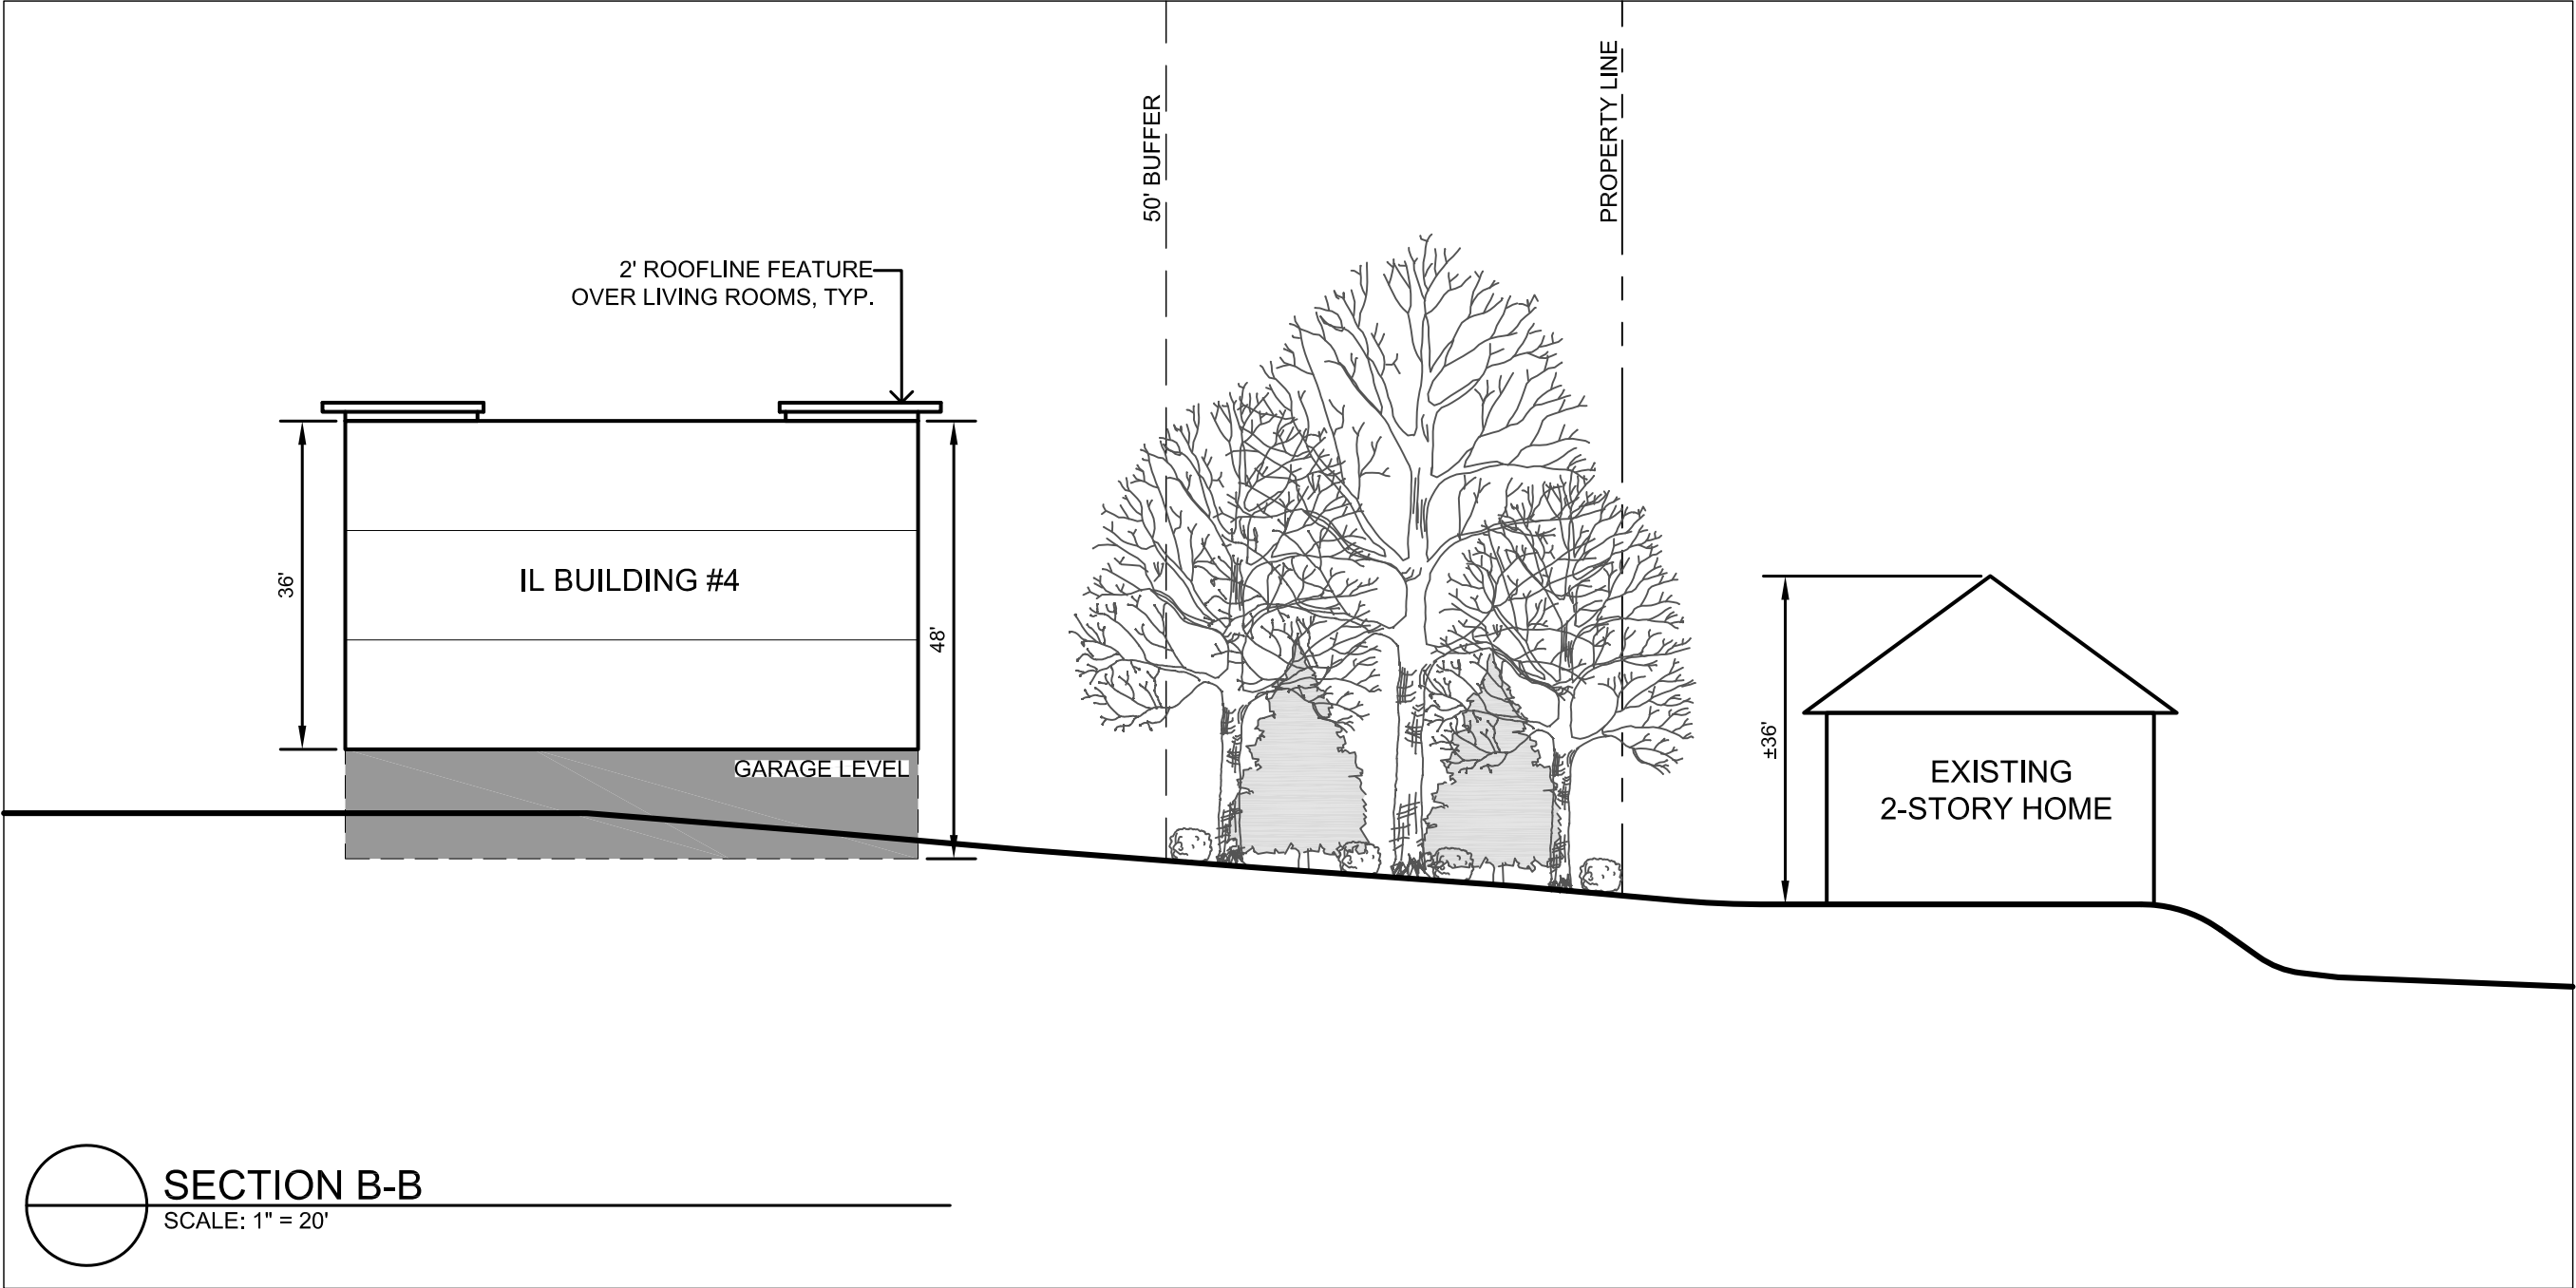 50' BUFFER
PROPERTY LINE
2' ROOFLINE FEATURE
OVER LIVING ROOMS, TYP.
36'
IL BUILDING #4
48'
GARAGE LEVEL
±36'
EXISTING
2-STORY HOME
SECTION B-B
SCALE: 1" = 20'